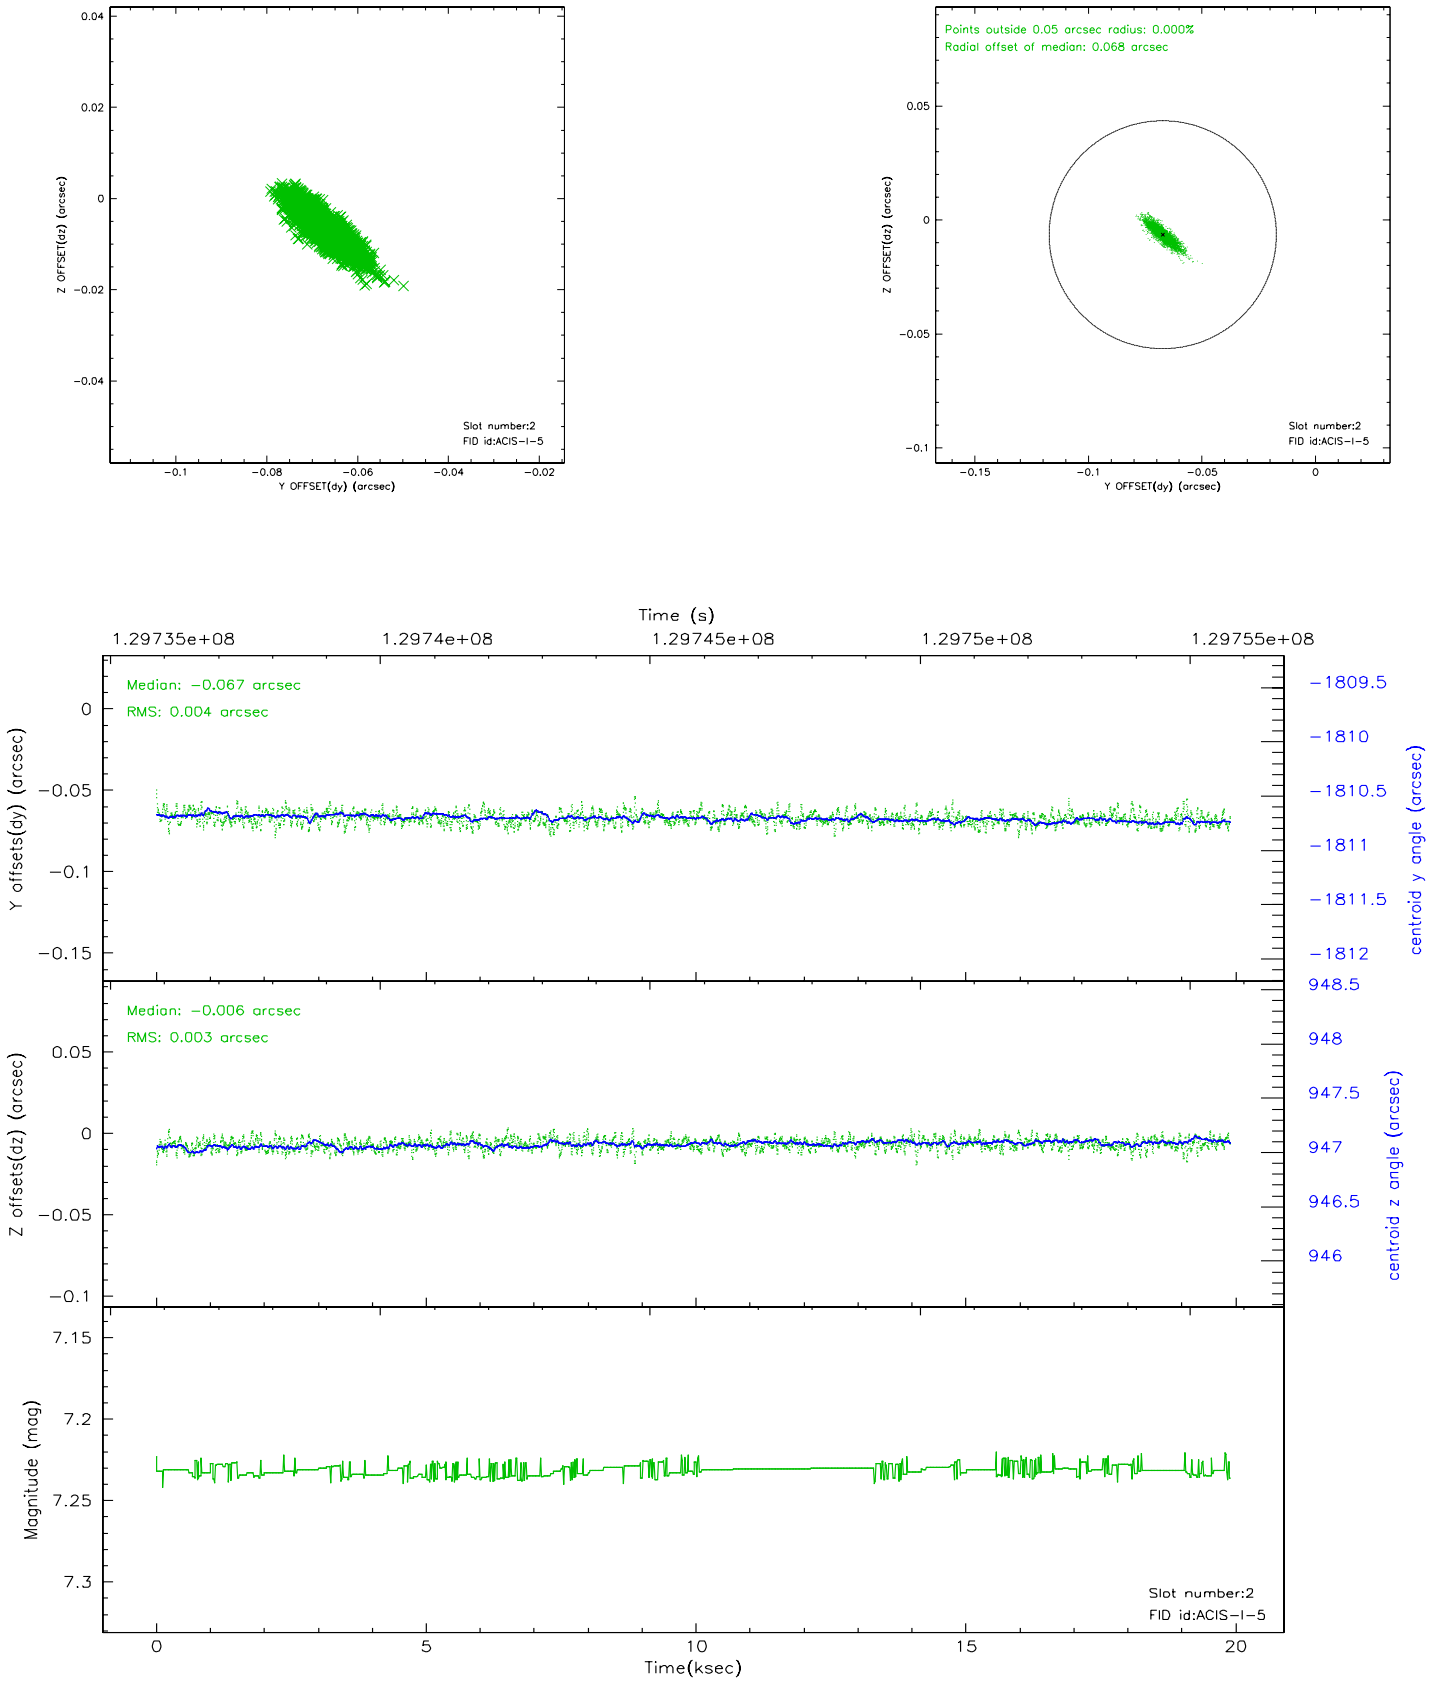 0.04
0.02
0
-0.02
-0.04
Z OFFSET(dz) (arcsec)
-0.1
-0.08
-0.06
-0.04
-0.02
Y OFFSET(dy) (arcsec)
Slot number:2
FID id:ACIS-I-5
Points outside 0.05 arcsec radius: 0.000%
Radial offset of median: 0.068 arcsec
0.05
0
-0.05
-0.1
Z OFFSET(dz) (arcsec)
-0.15
-0.1
-0.05
0
Y OFFSET(dy) (arcsec)
Slot number:2
FID id:ACIS-I-5
Time (s)
1.29735e+08
1.2974e+08
1.29745e+08
1.2975e+08
1.29755e+08
Median: -0.067 arcsec
RMS: 0.004 arcsec
0
-0.05
-0.1
-0.15
Y offsets(dy) (arcsec)
-1809.5
-1810
-1810.5
-1811
-1811.5
-1812
centroid y angle (arcsec)
Median: -0.006 arcsec
RMS: 0.003 arcsec
0.05
0
-0.05
-0.1
Z offsets(dz) (arcsec)
948.5
948
947.5
947
946.5
946
centroid z angle (arcsec)
7.15
7.2
7.25
7.3
Magnitude (mag)
Slot number:2
FID id:ACIS-I-5
0
5
10
15
20
Time(ksec)